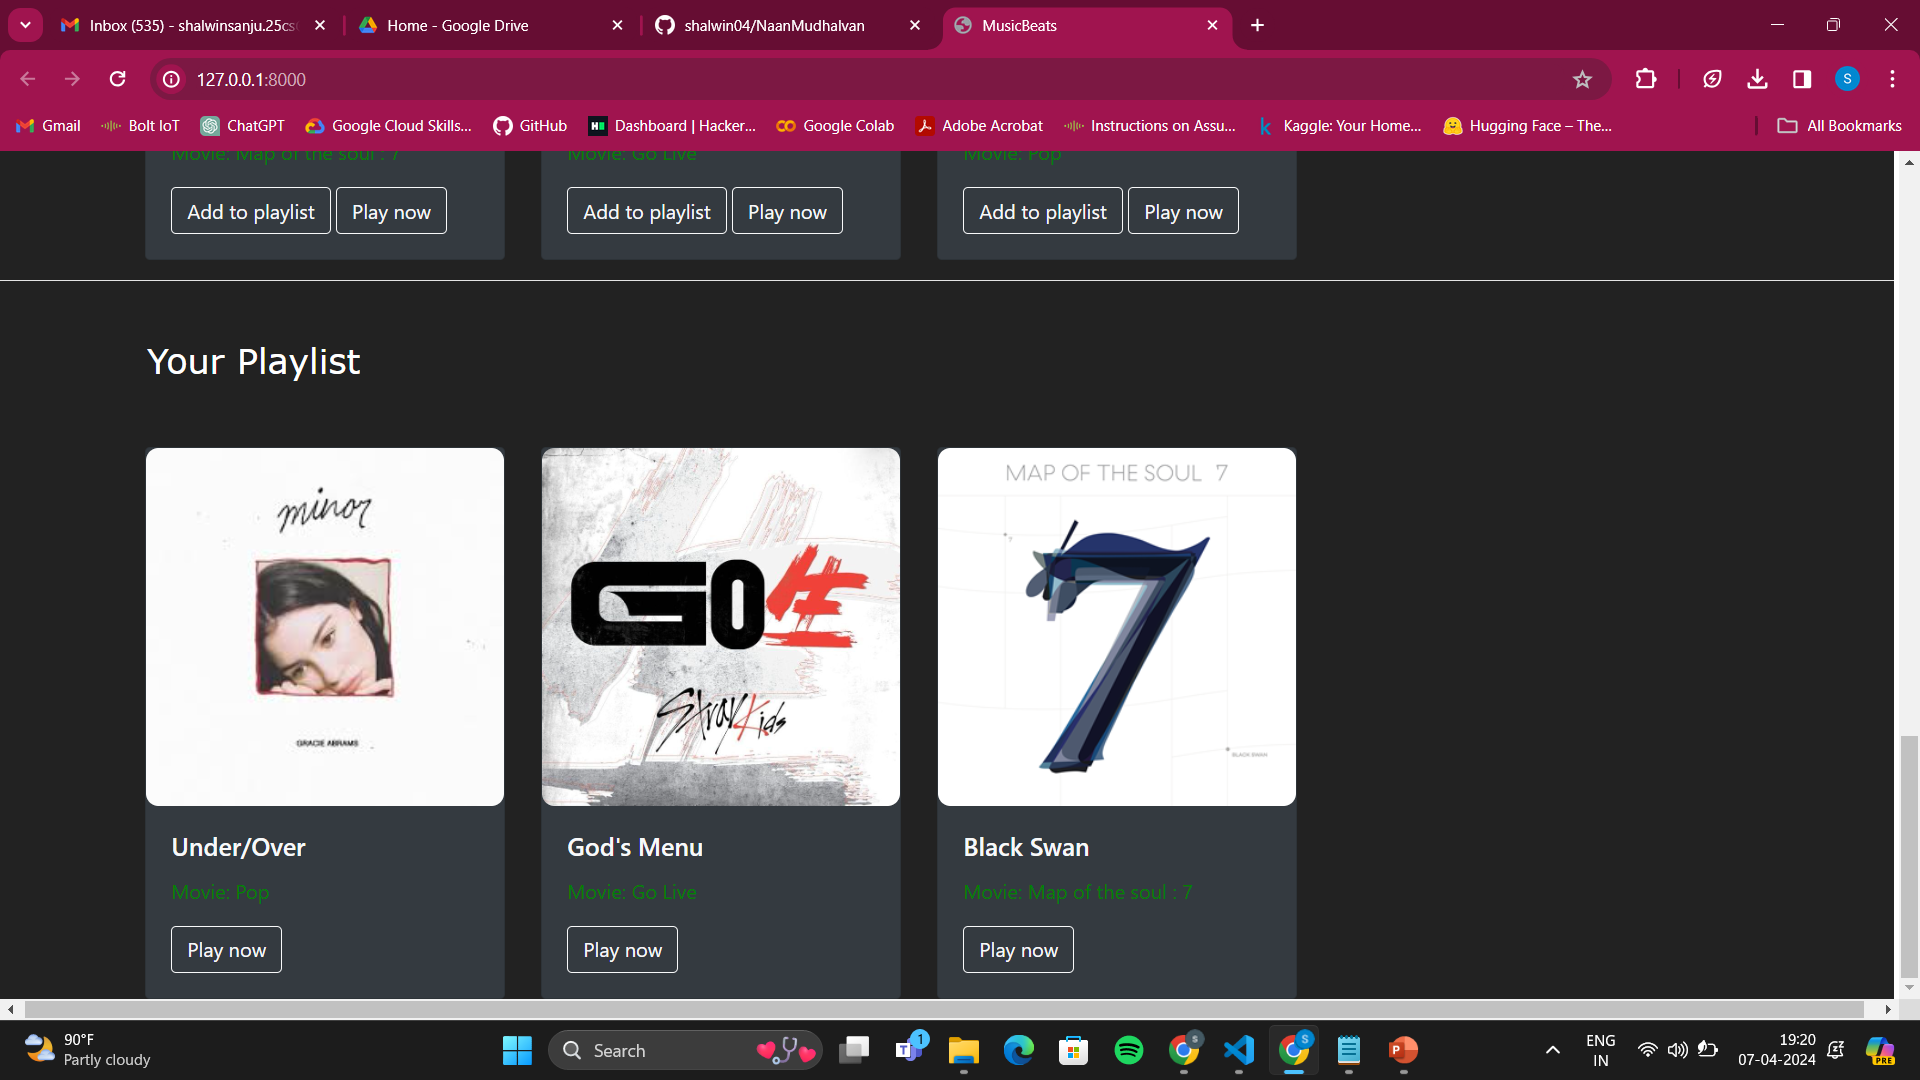 Inbox (535) - shalwinsanju.25cs
Home - Google Drive
shalwin04/NaanMudhalvan
MusicBeats
127.0.0.1:8000
S
Gmail
Bolt IoT
ChatGPT
Google Cloud Skills...
GitHub
Dashboard | Hacker...
Google Colab
Adobe Acrobat
Instructions on Assu...
Kaggle: Your Home...
Hugging Face – The...
All Bookmarks
Movie: Map of the soul : 7
Movie: Go Live
Movie: Pop
Add to playlist
Play now
Add to playlist
Play now
Add to playlist
Play now
Your Playlist
minor
GRACIE ABRAMS
GO生
Stray Kids
MAP OF THE SOUL 7
7
BLACK SWAN
Under/Over
God's Menu
Black Swan
Movie: Pop
Movie: Go Live
Movie: Map of the soul : 7
Play now
Play now
Play now
90°F
Partly cloudy
Search
1
ENG
IN
19:20
07-04-2024
PRE